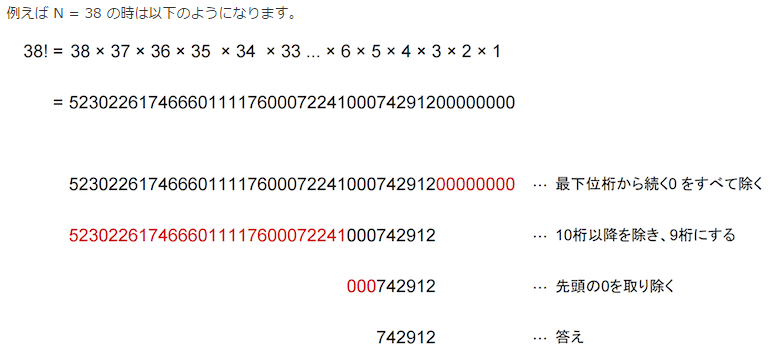 例えば N = 38 の時は以下のようになります。
38! = 38 × 37 × 36 × 35 × 34 × 33 ... × 6 × 5 × 4 × 3 × 2 × 1
= 523022617466601111760007224100074291200000000
523022617466601111760007224100074291200000000 … 最下位桁から続く0 をすべて除く
5230226174666011117600072241000742912 … 10桁以降を除き、9桁にする
000742912 … 先頭の0を取り除く
742912 … 答え